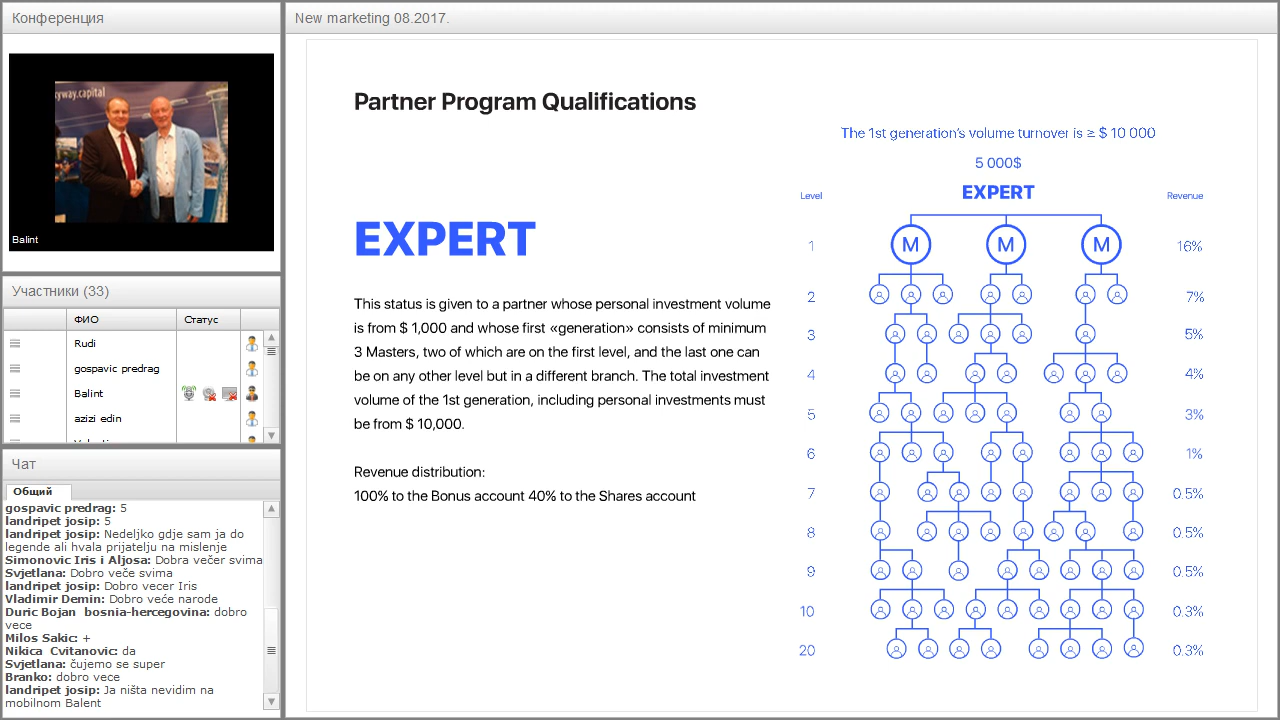 Конференция
kyway.capital
Balint
Участники (33)
ФИО
Статус
Rudi
gospavic predrag
Balint
azizi edin
Чат
Общий
gospavic predrag: 5
landripet josip: 5
landripet josip: Nedeljko gdje sam ja do
legende ali hvala prijatelju na mislenje
Simonovic Iris i Aljosa: Dobra večer svima
Svjetlana: Dobro veče svima
landripet josip: Dobro vecer Iris
Vladimir Demin: Dobro veće narode
Duric Bojan bosnia-hercegovina: dobro
vece
Milos Sakic: +
Nikica Cvitanovic: da
Svjetlana: čujemo se super
Branko: dobro vece
landripet josip: Ja ništa nevidim na
mobilnom Balent
New marketing 08.2017.
Partner Program Qualifications
EXPERT
This status is given to a partner whose personal investment volume
is from $ 1,000 and whose first «generation» consists of minimum
3 Masters, two of which are on the first level, and the last one can
be on any other level but in a different branch. The total investment
volume of the 1st generation, including personal investments must
be from $ 10,000.
Revenue distribution:
100% to the Bonus account 40% to the Shares account
The 1st generation's volume turnover is ≥ $ 10 000
5 000$
Level EXPERT Revenue
1 M M M 16%
2 7%
3 5%
4 4%
5 3%
6 1%
7 0.5%
8 0.5%
9 0.5%
10 0.3%
20 0.3%